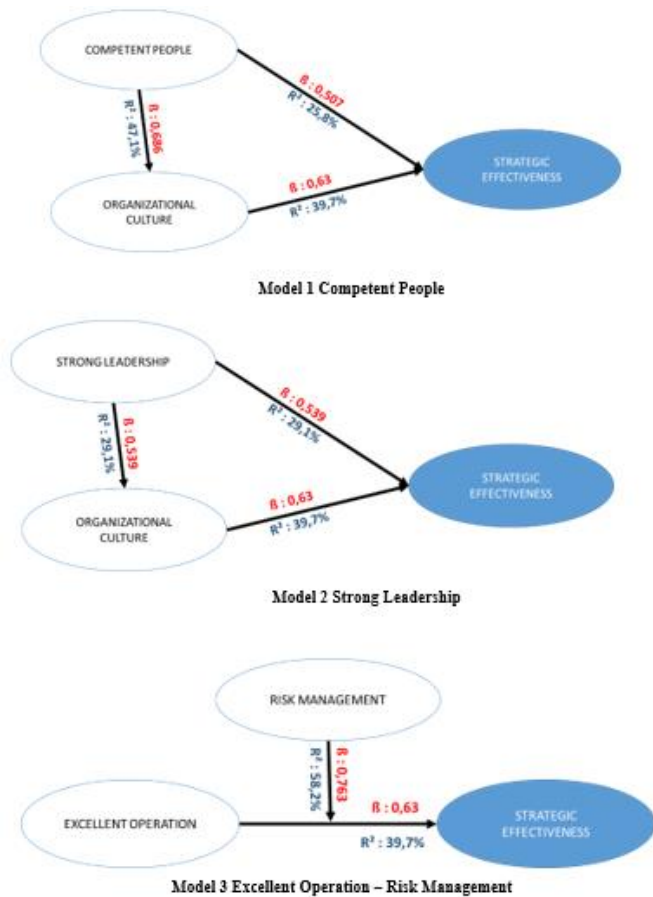 COMPETENT PEOPLE
ß : 0,507
R² : 25,8%
ß : 0,686
R² : 47,1%
STRATEGIC
EFFECTIVENESS
ß : 0,63
R² : 39,7%
ORGANIZATIONAL
CULTURE
Model 1 Competent People
STRONG LEADERSHIP
ß : 0,539
R² : 29,1%
ß : 0,539
R² : 29,1%
STRATEGIC
EFFECTIVENESS
ß : 0,63
R² : 39,7%
ORGANIZATIONAL
CULTURE
Model 2 Strong Leadership
RISK MANAGEMENT
ß : 0,763
R² : 58,2%
ß : 0,63
EXCELLENT OPERATION
STRATEGIC
EFFECTIVENESS
R² : 39,7%
Model 3 Excellent Operation – Risk Management